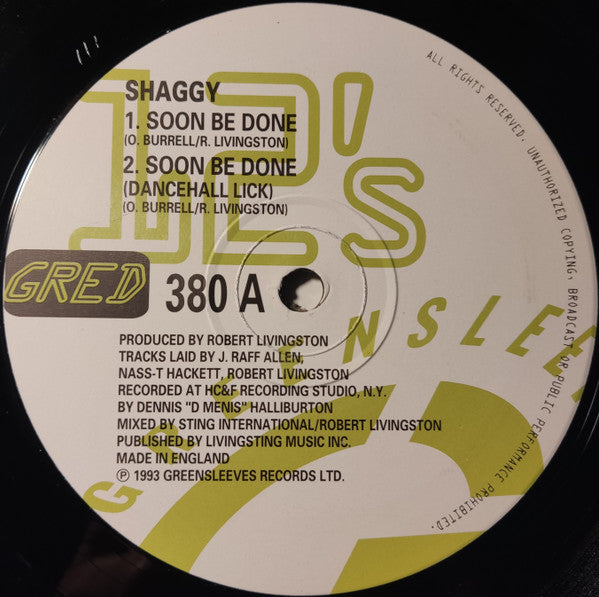 12's
SHAGGY
1. SOON BE DONE
(O. BURRELL/R. LIVINGSTON)
2. SOON BE DONE
(DANCEHALL LICK)
(O. BURRELL/R. LIVINGSTON)
GRED 380 A
PRODUCED BY ROBERT LIVINGSTON
TRACKS LAID BY J. RAFF ALLEN,
NASS-T HACKETT, ROBERT LIVINGSTON
RECORDED AT HC&F RECORDING STUDIO, N.Y.
BY DENNIS "D MENIS" HALLIBURTON
MIXED BY STING INTERNATIONAL/ROBERT LIVINGSTON
PUBLISHED BY LIVINGSTING MUSIC INC.
MADE IN ENGLAND
℗ 1993 GREENSLEEVES RECORDS LTD.
GREENSLEE
ALL RIGHTS RESERVED. UNAUTHORIZED COPYING, BROADCAST OR PUBLIC PERFORMANCE PROHIBITED.